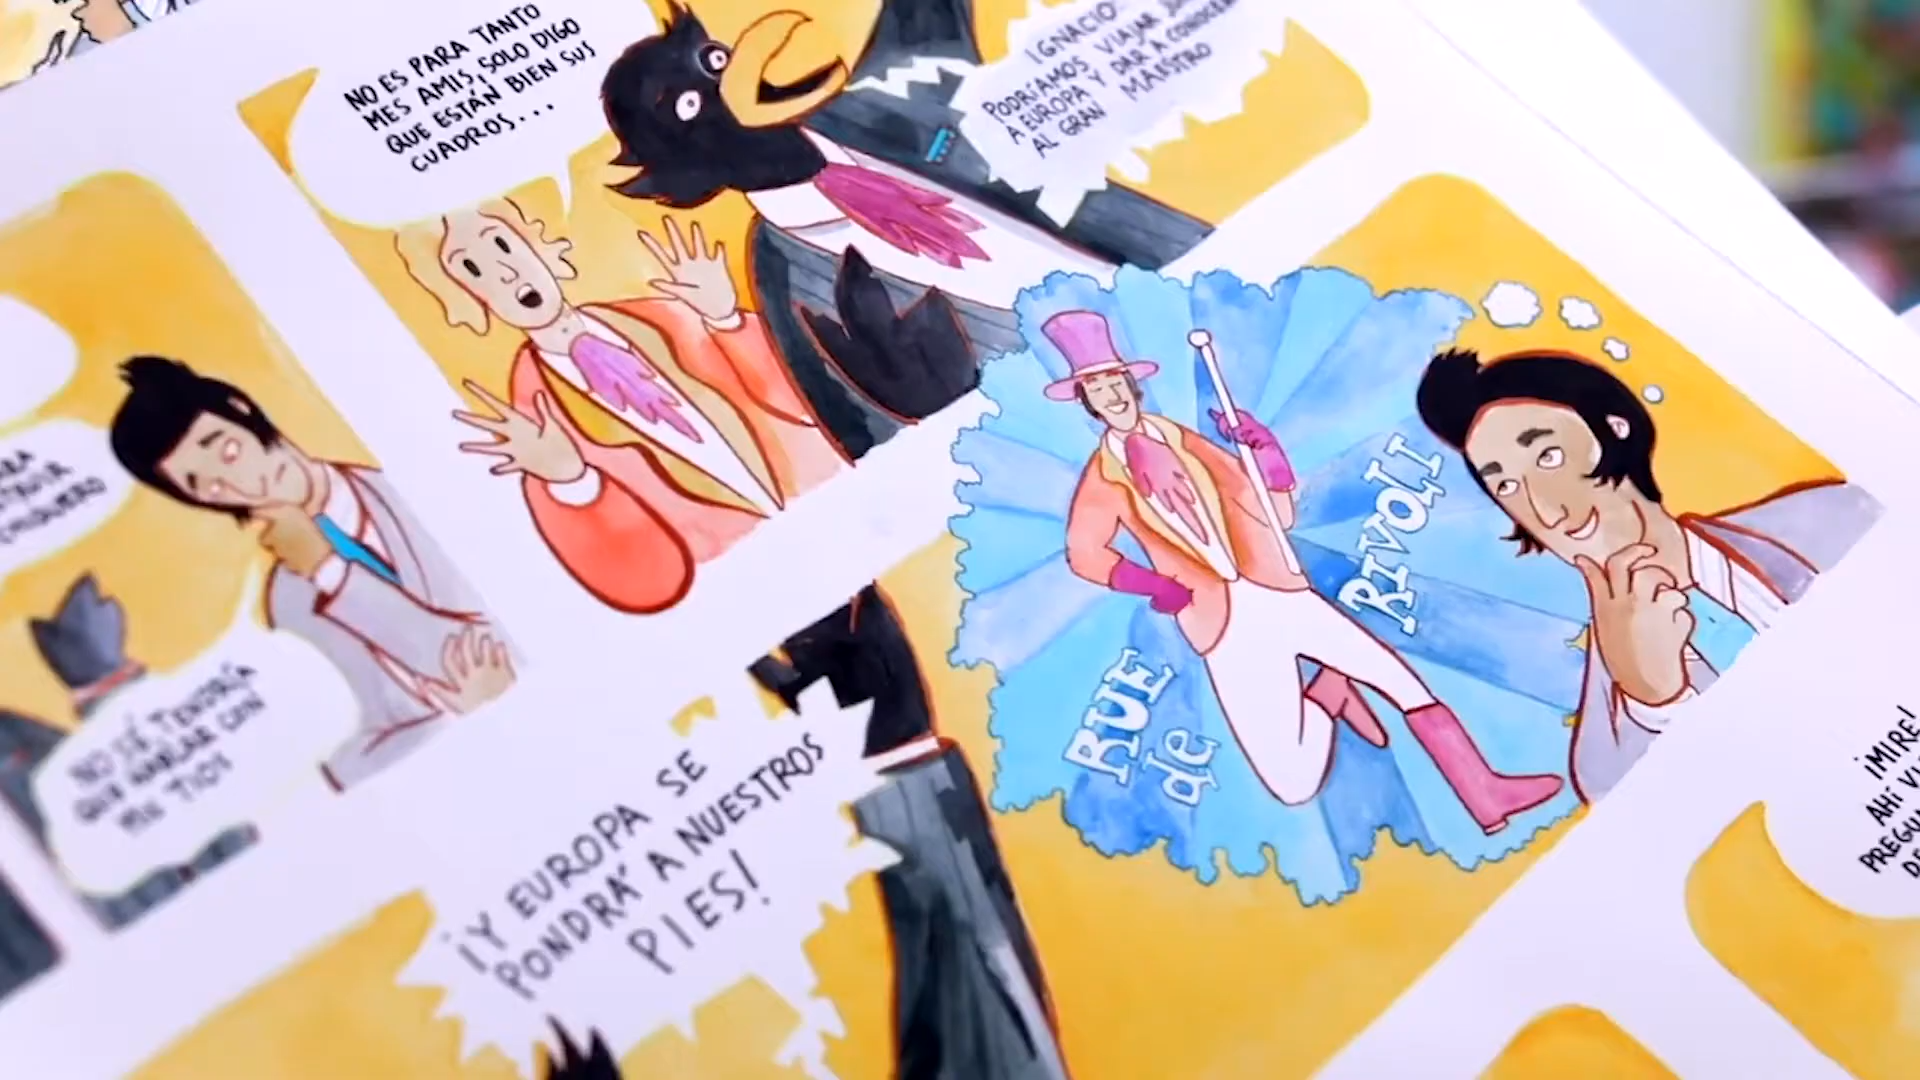 NO ES PARA TANTO
MES AMIS, SOLO DIGO
QUE ESTÁN BIEN SUS
CUADROS...
IGNACIO
PODRÍAMOS VIAJAR
A EUROPA Y DAR A CONOCER
AL GRAN MAESTRO
NO SÉ, TENDRÍA
QUE HABLAR CON
MIS TIOS
RUE
de
RIVOLI
¡Y EUROPA SE
PONDRÁ A NUESTROS
PIES!
¡MIRE!
AHÍ